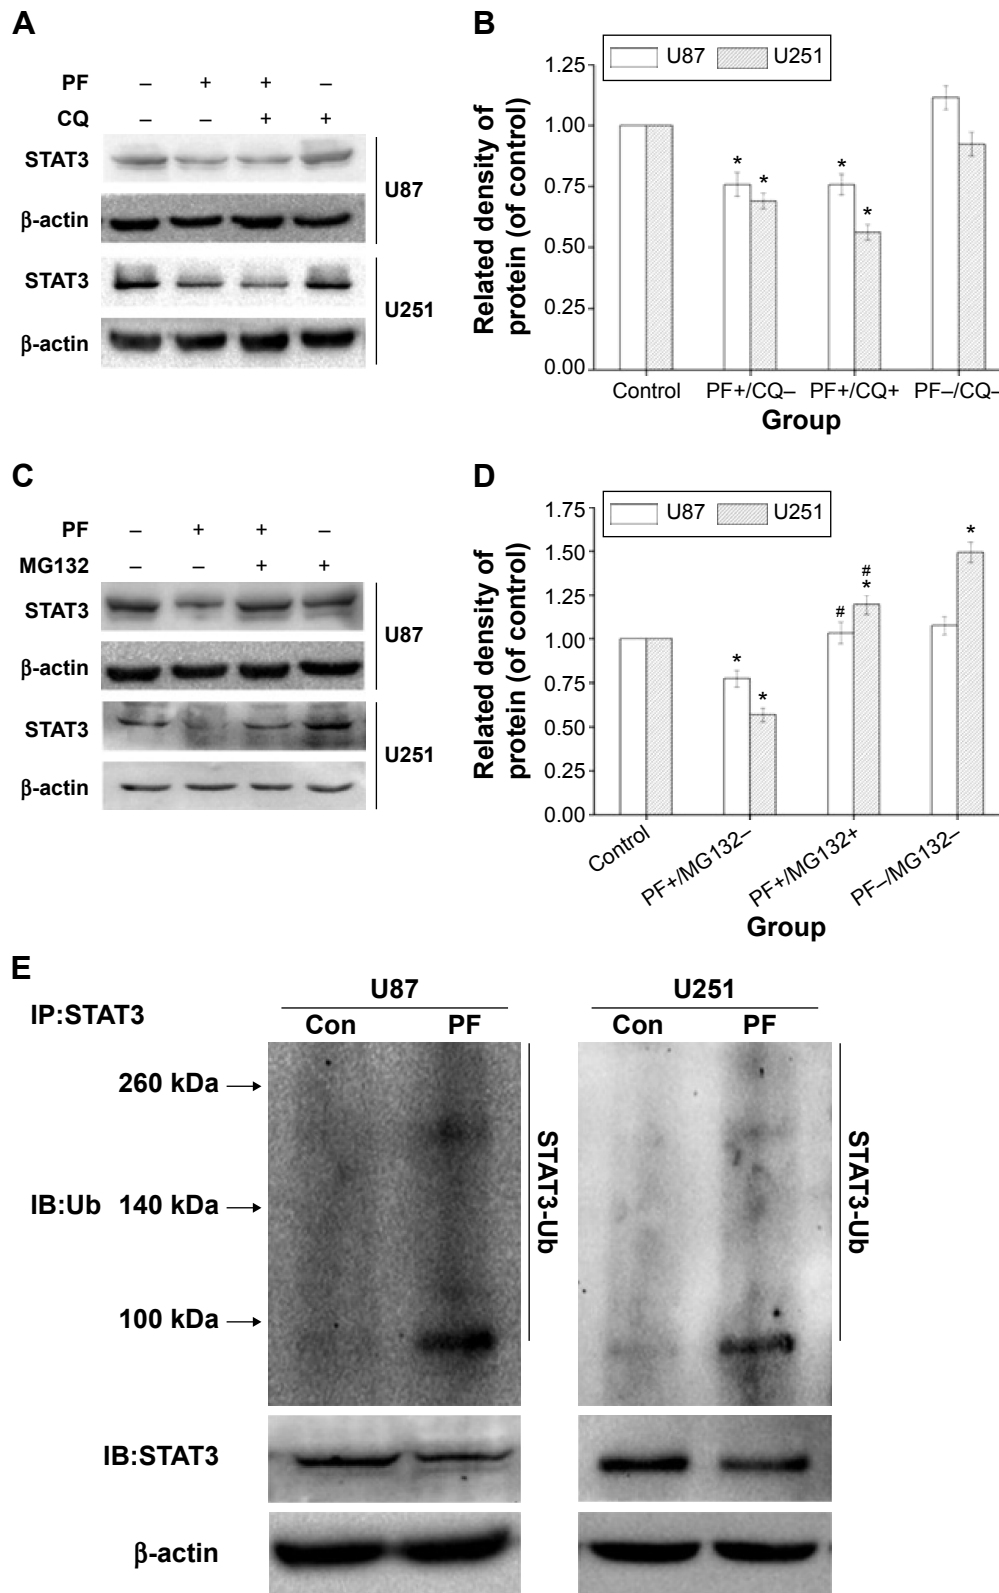 A
PF – + + –
CQ – – + +
STAT3
β-actin
U87
STAT3
β-actin
U251
B
U87 U251
Related density of
protein (of control)
1.25
1.00
0.75
0.50
0.25
0.00
* * * *
Control PF+/CQ– PF+/CQ+ PF–/CQ–
Group
C
PF – + + –
MG132 – – + +
STAT3
β-actin
U87
STAT3
β-actin
U251
D
U87 U251
Related density of
protein (of control)
1.75
1.50
1.25
1.00
0.75
0.50
0.25
0.00
* * # # * *
Control PF+/MG132– PF+/MG132+ PF–/MG132–
Group
E
U87 U251
IP:STAT3
Con PF Con PF
260 kDa
IB:Ub 140 kDa
100 kDa
STAT3-Ub
STAT3-Ub
IB:STAT3
β-actin